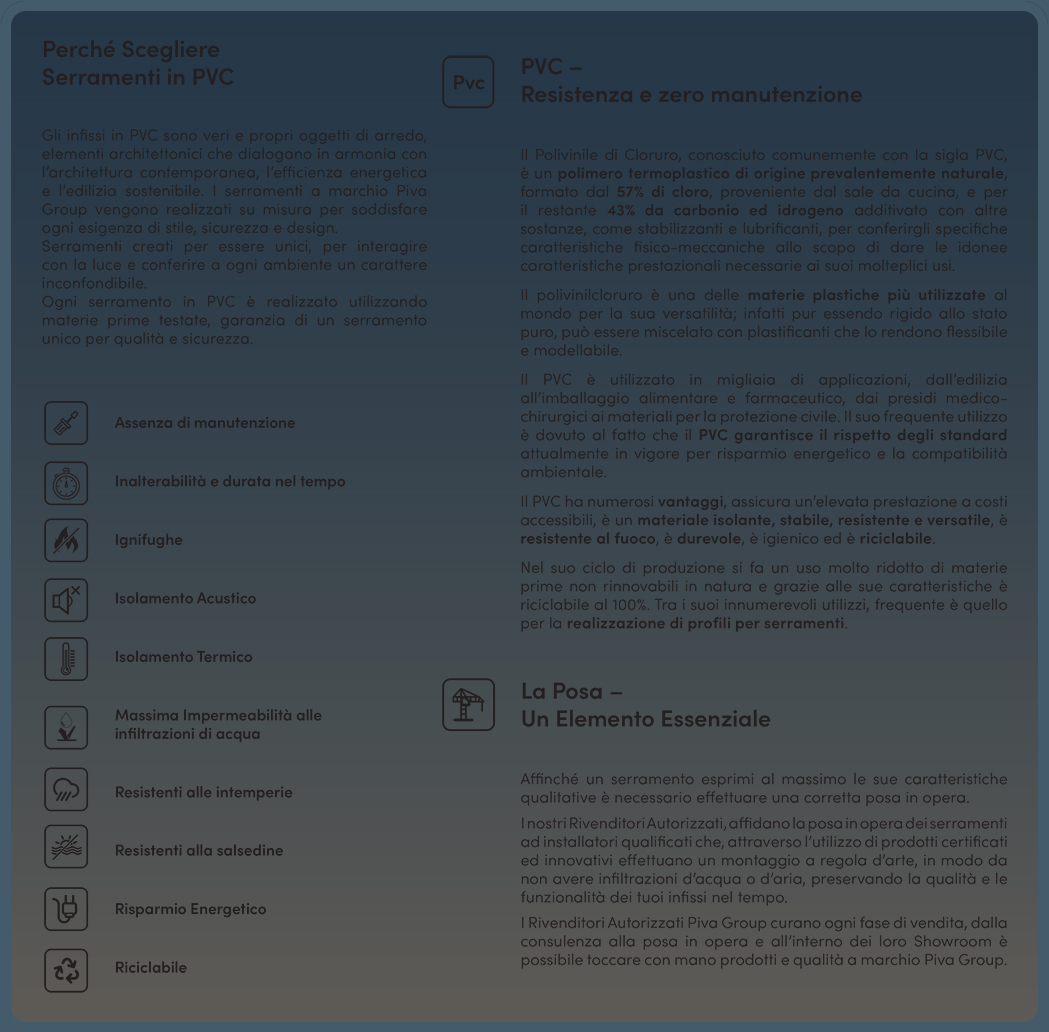 Perché Scegliere
Serramenti in PVC
Gli infissi in PVC sono veri e propri oggetti di arredo,
elementi architettonici che dialogano in armonia con
l'architettura contemporanea, l'efficienza energetica
e l'edilizia sostenibile. I serramenti a marchio Piva
Group vengono realizzati su misura per soddisfare
ogni esigenza di stile, sicurezza e design.
Serramenti creati per essere unici, per interagire
con la luce e conferire a ogni ambiente un carattere
inconfondibile.
Ogni serramento in PVC è realizzato utilizzando
materie prime testate, garanzia di un serramento
unico per qualità e sicurezza.
Assenza di manutenzione
Inalterabilità e durata nel tempo
Ignifughe
Isolamento Acustico
Isolamento Termico
Massima Impermeabilità alle
infiltrazioni di acqua
Resistenti alle intemperie
Resistenti alla salsedine
Risparmio Energetico
Riciclabile
Pvc
PVC –
Resistenza e zero manutenzione
Il Polivinile di Cloruro, conosciuto comunemente con la sigla PVC,
è un polimero termoplastico di origine prevalentemente naturale,
formato dal 57% di cloro, proveniente dal sale da cucina, e per
il restante 43% da carbonio ed idrogeno additivato con altre
sostanze, come stabilizzanti e lubrificanti, per conferirgli specifiche
caratteristiche fisico-meccaniche allo scopo di dare le idonee
caratteristiche prestazionali necessarie ai suoi molteplici usi.
Il polivinilcloruro è una delle materie plastiche più utilizzate al
mondo per la sua versatilità; infatti pur essendo rigido allo stato
puro, può essere miscelato con plastificanti che lo rendono flessibile
e modellabile.
Il PVC è utilizzato in migliaia di applicazioni, dall'edilizia
all'imballaggio alimentare e farmaceutico, dai presidi medico-
chirurgici ai materiali per la protezione civile. Il suo frequente utilizzo
è dovuto al fatto che il PVC garantisce il rispetto degli standard
attualmente in vigore per risparmio energetico e la compatibilità
ambientale.
Il PVC ha numerosi vantaggi, assicura un'elevata prestazione a costi
accessibili, è un materiale isolante, stabile, resistente e versatile, è
resistente al fuoco, è durevole, è igienico ed è riciclabile.
Nel suo ciclo di produzione si fa un uso molto ridotto di materie
prime non rinnovabili in natura e grazie alle sue caratteristiche è
riciclabile al 100%. Tra i suoi innumerevoli utilizzi, frequente è quello
per la realizzazione di profili per serramenti.
La Posa –
Un Elemento Essenziale
Affinché un serramento esprimi al massimo le sue caratteristiche
qualitative è necessario effettuare una corretta posa in opera.
I nostri Rivenditori Autorizzati, affidano la posa in opera dei serramenti
ad installatori qualificati che, attraverso l'utilizzo di prodotti certificati
ed innovativi effettuano un montaggio a regola d'arte, in modo da
non avere infiltrazioni d'acqua o d'aria, preservando la qualità e le
funzionalità dei tuoi infissi nel tempo.
I Rivenditori Autorizzati Piva Group curano ogni fase di vendita, dalla
consulenza alla posa in opera e all'interno dei loro Showroom è
possibile toccare con mano prodotti e qualità a marchio Piva Group.